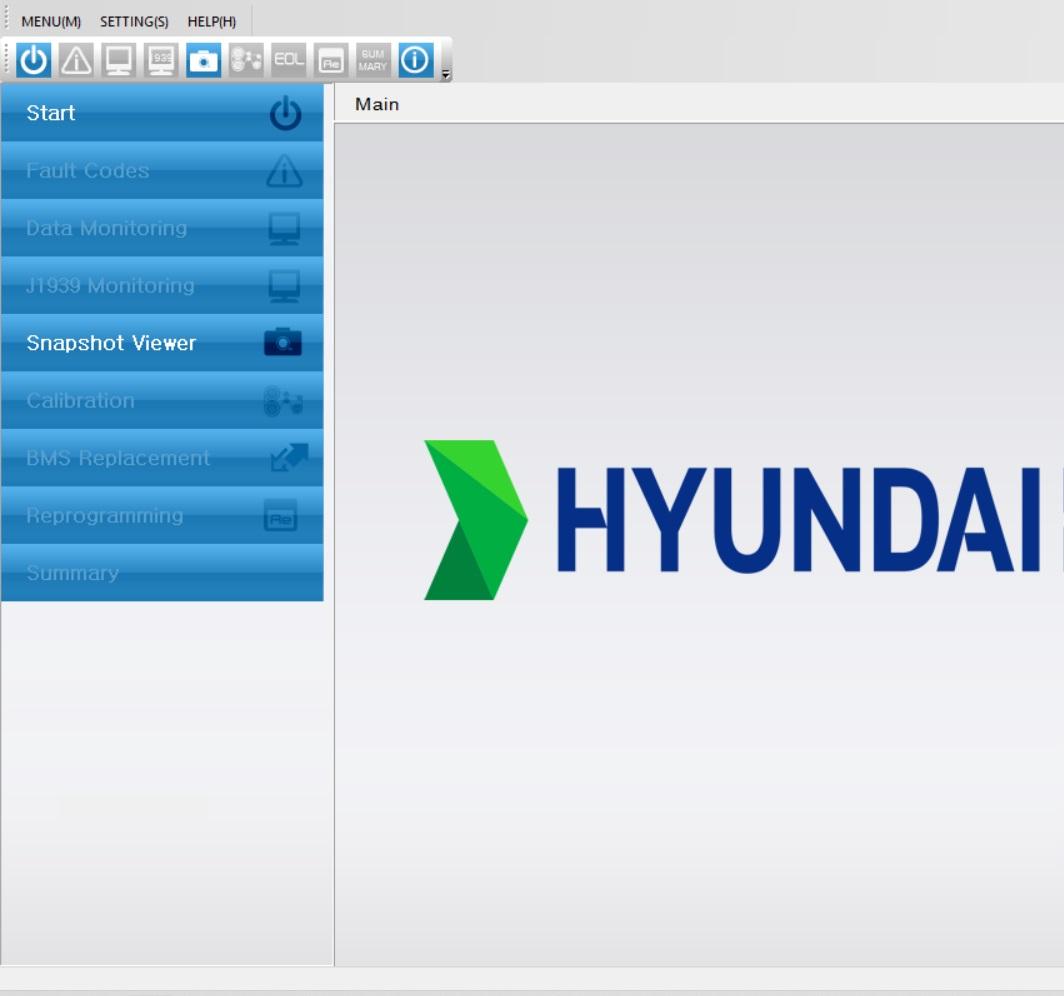 MENU(M) SETTING(S) HELP(H)
1939 EOL Re SUM MARY
Start
Main
Fault Codes
Data Monitoring
J1939 Monitoring
Snapshot Viewer
Calibration
BMS Replacement
Reprogramming Re
Summary
HYUNDAI